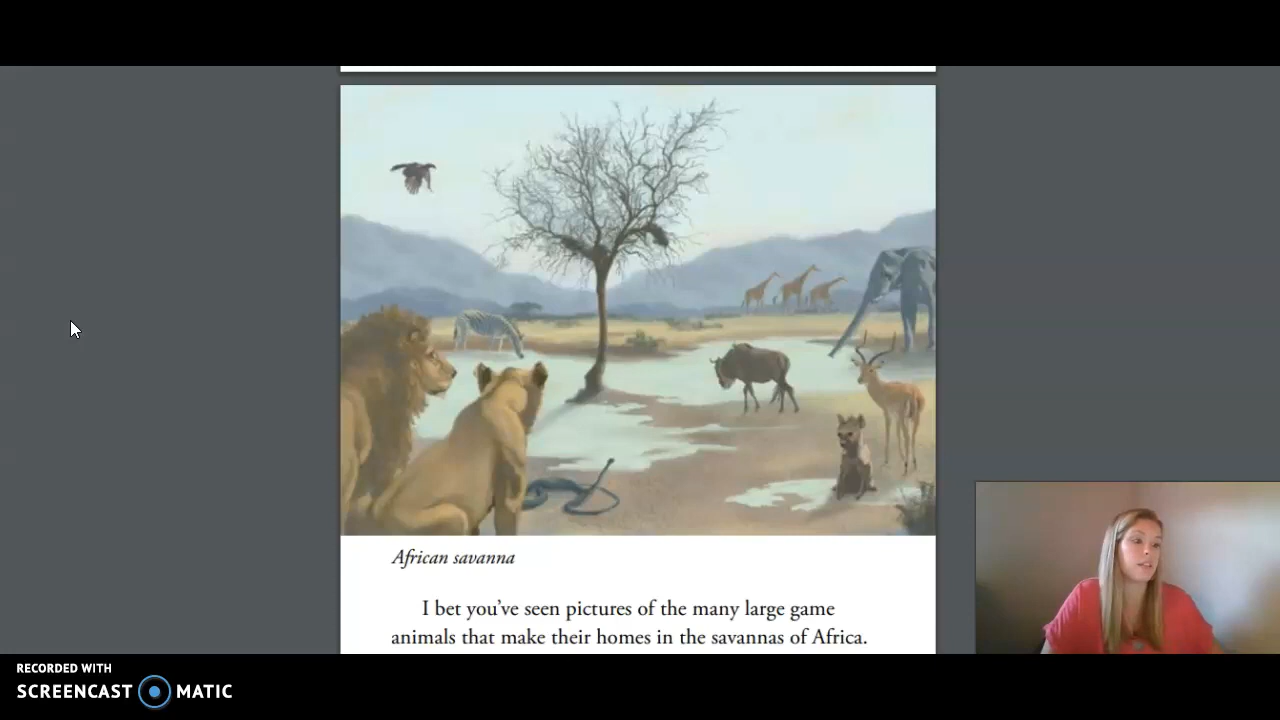 African savanna
I bet you've seen pictures of the many large game
animals that make their homes in the savannas of Africa.
RECORDED WITH
SCREENCAST MATIC